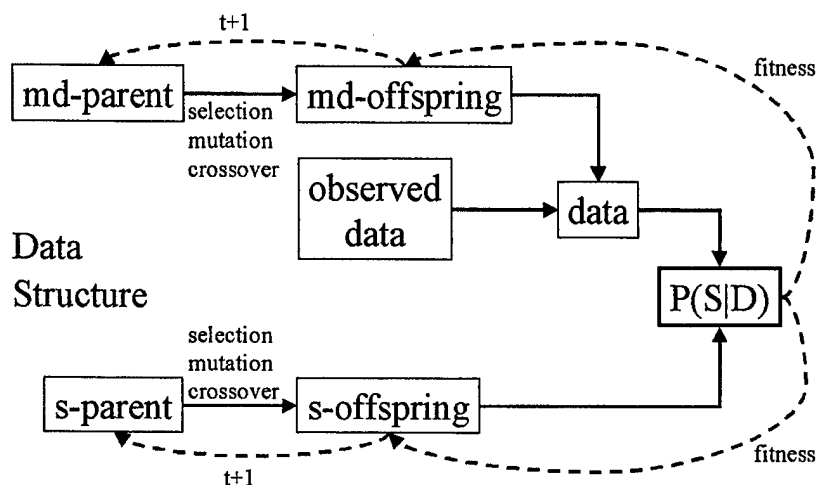 t+1
fitness
md-parent
selection
mutation
crossover
md-offspring
observed
data
data
Data
Structure
P(S|D)
selection
mutation
crossover
s-parent
s-offspring
fitness
t+1